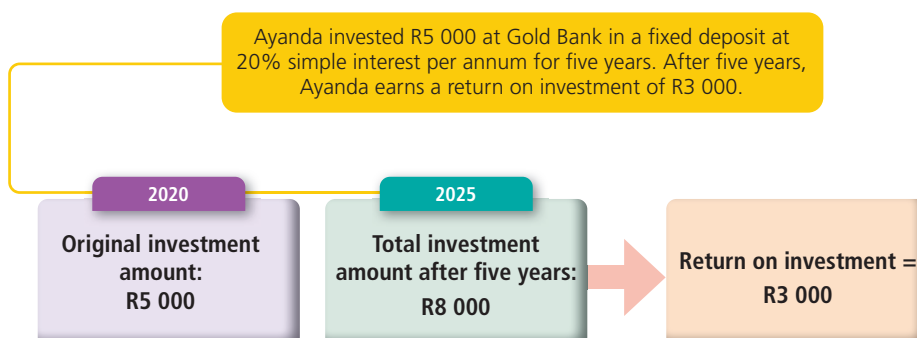 Ayanda invested R5 000 at Gold Bank in a fixed deposit at
20% simple interest per annum for five years. After five years,
Ayanda earns a return on investment of R3 000.
2020
Original investment
amount:
R5 000
2025
Total investment
amount after five years:
R8 000
Return on investment =
R3 000